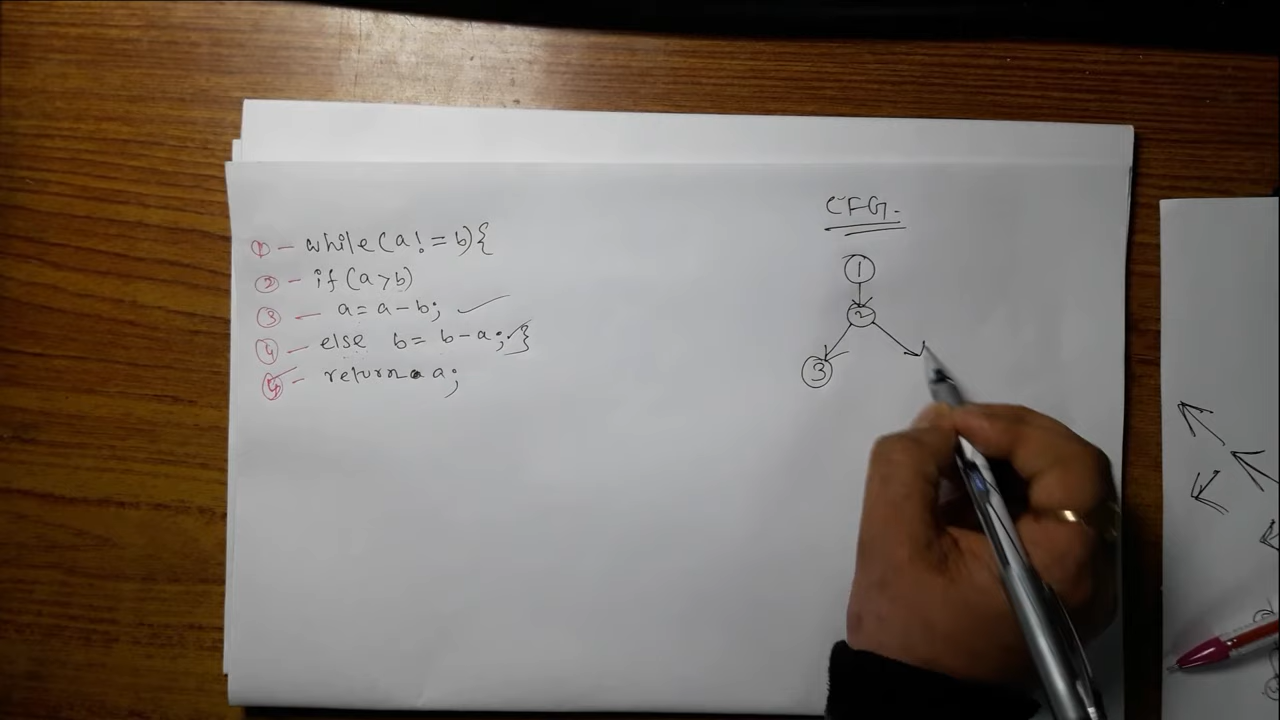 ① - while(a!=b){
② - if(a>b)
③ - a=a-b;
④ - else b= b-a;}
⑤ - return a;
CFG.
1
2
3